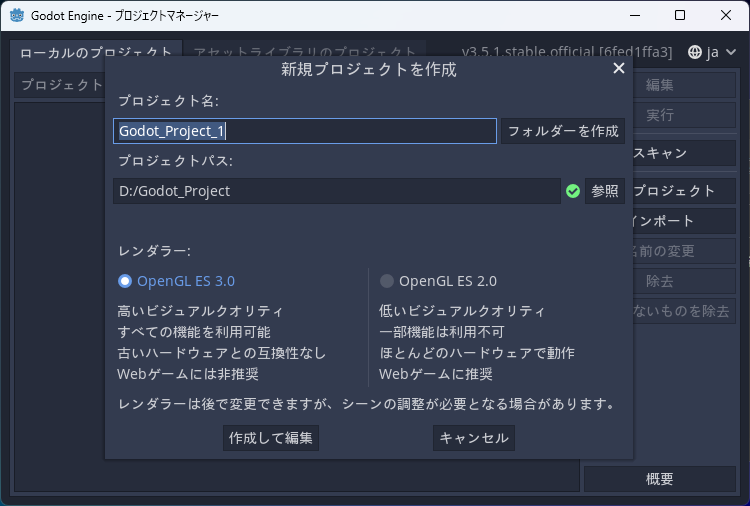 Godot Engine - プロジェクトマネージャー
ローカルのプロジェクト
アセットライブラリのプロジェクト
v3.5.1.stable.official [6fed1ffa3]
ja
新規プロジェクトを作成
プロジェクト
編集
プロジェクト名:
実行
Godot_Project_1
フォルダーを作成
スキャン
プロジェクトパス:
D:/Godot_Project
参照
プロジェクト
インポート
レンダラー:
名前の変更
OpenGL ES 3.0
OpenGL ES 2.0
除去
高いビジュアルクオリティ
低いビジュアルクオリティ
ないものを除去
すべての機能を利用可能
一部機能は利用不可
古いハードウェアとの互換性なし
ほとんどのハードウェアで動作
Webゲームには非推奨
Webゲームに推奨
レンダラーは後で変更できますが、シーンの調整が必要となる場合があります。
作成して編集
キャンセル
概要